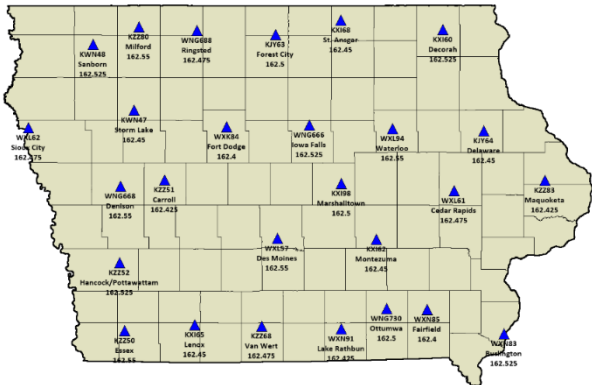 KZZ80
Milford
162.55
WNG688
Ringsted
162.475
KXI68
St. Ansgar
162.45
KJY63
Forest City
162.5
KXI60
Decorah
162.525
KWN48
Sanborn
162.525
WXL62
Sioux City
162.475
KWN47
Storm Lake
162.45
WXK84
Fort Dodge
162.4
WNG666
Iowa Falls
162.525
WXL94
Waterloo
162.55
KJY64
Delaware
162.45
WNG668
Denison
162.55
KZZ51
Carroll
162.425
KXI98
Marshalltown
162.5
WXL61
Cedar Rapids
162.475
KZZ83
Maquoketa
162.425
KZZ52
Hancock/Pottawattam
162.525
WXL57
Des Moines
162.55
KXI62
Montezuma
162.45
KZZ50
Essex
162.55
KXI65
Lenox
162.45
KZZ68
Van Wert
162.475
WXN91
Lake Rathbun
162.425
WNG730
Ottumwa
162.5
WXN85
Fairfield
162.4
WXN83
Burlington
162.525